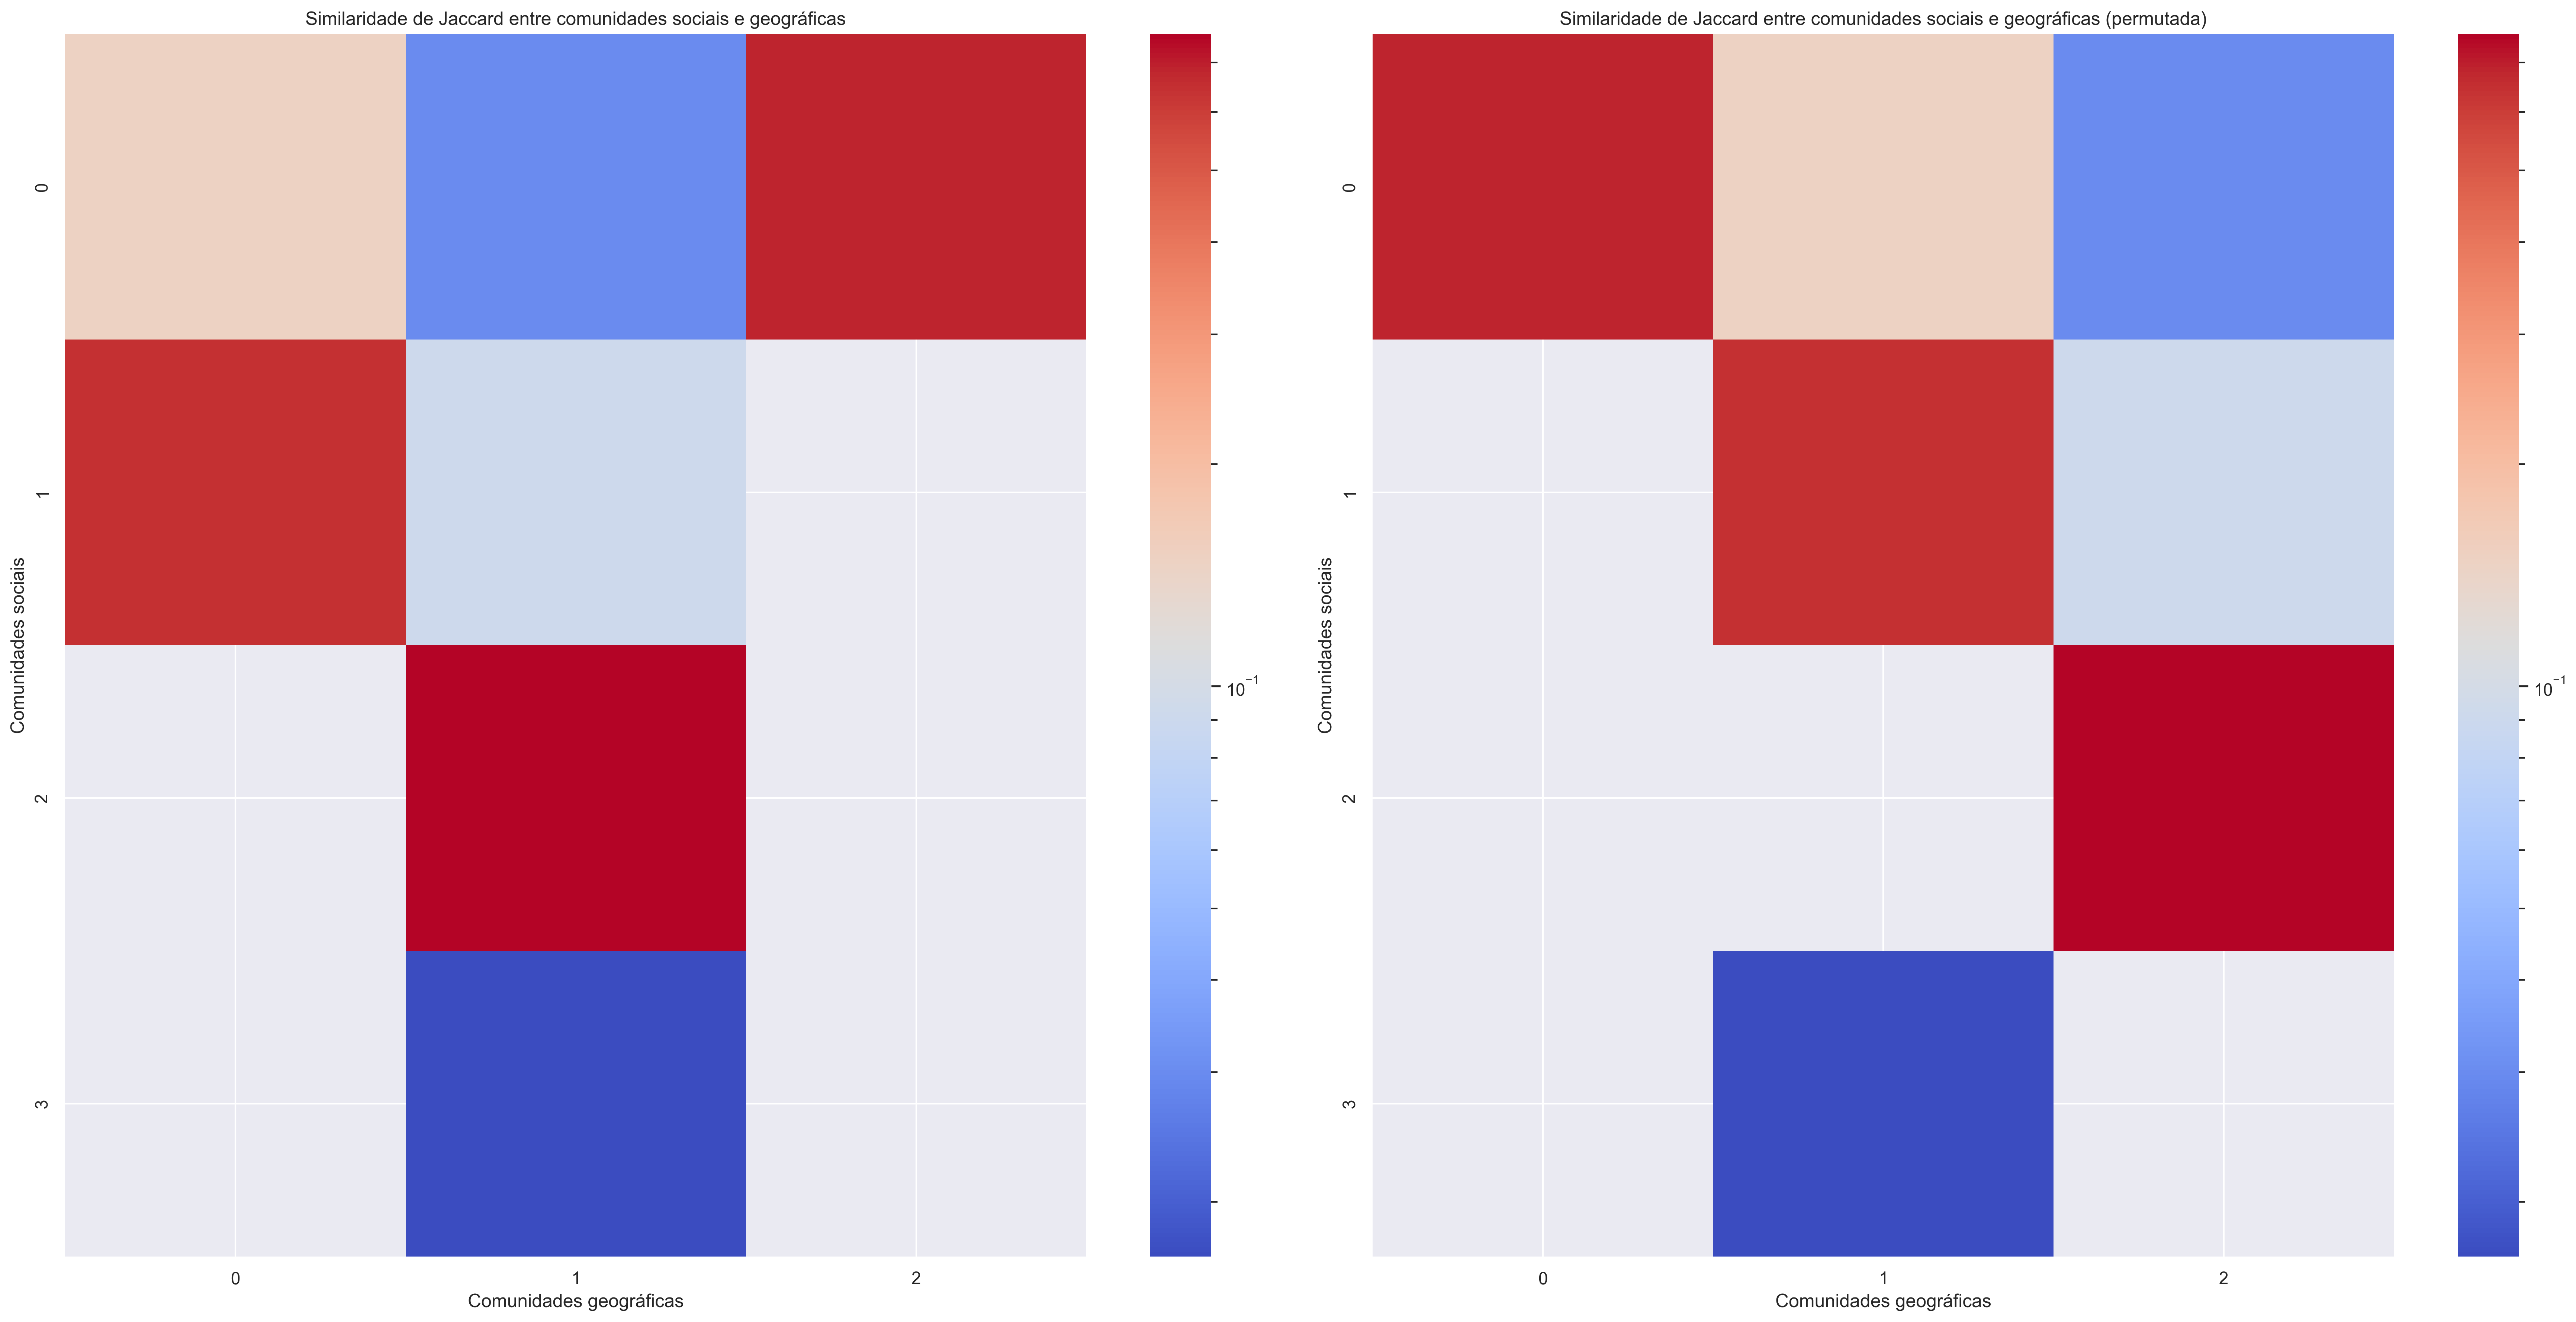 Similaridade de Jaccard entre comunidades sociais e geográficas
0
1
2
3
Comunidades sociais
0 1 2
Comunidades geográficas
10⁻¹
Similaridade de Jaccard entre comunidades sociais e geográficas (permutada)
0
1
2
3
Comunidades sociais
0 1 2
Comunidades geográficas
10⁻¹